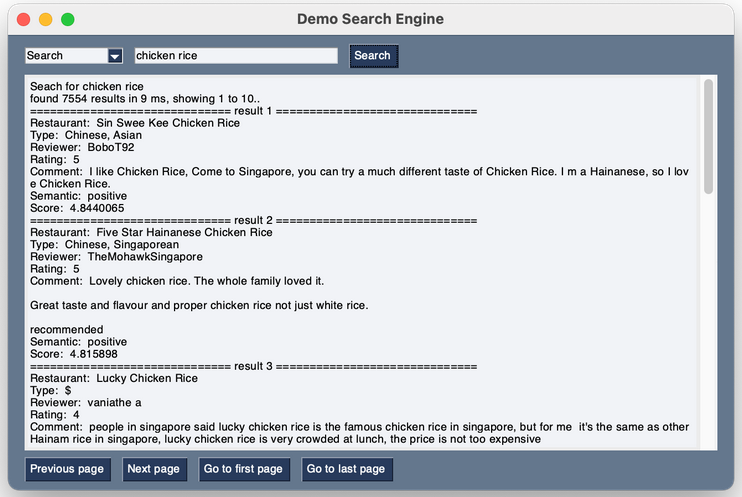 Demo Search Engine
Search chicken rice Search
Seach for chicken rice
found 7554 results in 9 ms, showing 1 to 10..
============================== result 1 ==============================
Restaurant:  Sin Swee Kee Chicken Rice
Type:  Chinese, Asian
Reviewer:  BoboT92
Rating:  5
Comment:  I like Chicken Rice, Come to Singapore, you can try a much different taste of Chicken Rice. I m a Hainanese, so I lov
e Chicken Rice.
Semantic:  positive
Score:  4.8440065
============================== result 2 ==============================
Restaurant:  Five Star Hainanese Chicken Rice
Type:  Chinese, Singaporean
Reviewer:  TheMohawkSingapore
Rating:  5
Comment:  Lovely chicken rice. The whole family loved it.
Great taste and flavour and proper chicken rice not just white rice.
recommended
Semantic:  positive
Score:  4.815898
============================== result 3 ==============================
Restaurant:  Lucky Chicken Rice
Type:  $
Reviewer:  vaniathe a
Rating:  4
Comment:  people in singapore said lucky chicken rice is the famous chicken rice in singapore, but for me  it's the same as other
Hainam rice in singapore, lucky chicken rice is very crowded at lunch, the price is not too expensive
Previous page Next page Go to first page Go to last page